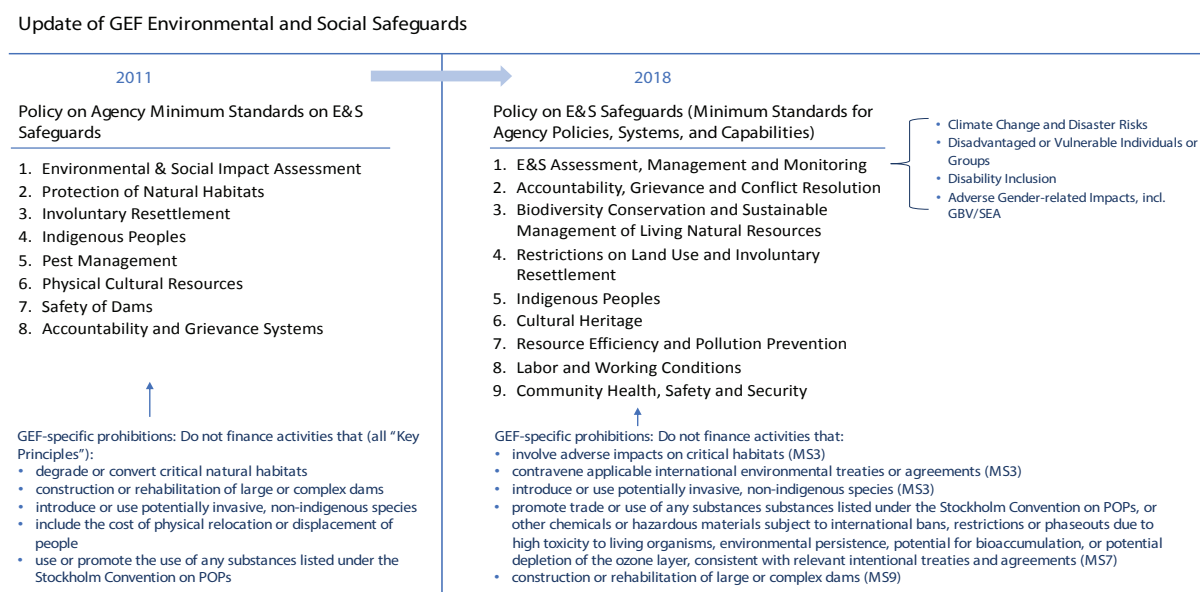 Update of GEF Environmental and Social Safeguards
2011
Policy on Agency Minimum Standards on E&S
Safeguards
1. Environmental & Social Impact Assessment
2. Protection of Natural Habitats
3. Involuntary Resettlement
4. Indigenous Peoples
5. Pest Management
6. Physical Cultural Resources
7. Safety of Dams
8. Accountability and Grievance Systems
GEF-specific prohibitions: Do not finance activities that (all “Key
Principles”):
• degrade or convert critical natural habitats
• construction or rehabilitation of large or complex dams
• introduce or use potentially invasive, non-indigenous species
• include the cost of physical relocation or displacement of
people
• use or promote the use of any substances listed under the
Stockholm Convention on POPs
2018
Policy on E&S Safeguards (Minimum Standards for
Agency Policies, Systems, and Capabilities)
1. E&S Assessment, Management and Monitoring
2. Accountability, Grievance and Conflict Resolution
3. Biodiversity Conservation and Sustainable
Management of Living Natural Resources
4. Restrictions on Land Use and Involuntary
Resettlement
5. Indigenous Peoples
6. Cultural Heritage
7. Resource Efficiency and Pollution Prevention
8. Labor and Working Conditions
9. Community Health, Safety and Security
• Climate Change and Disaster Risks
• Disadvantaged or Vulnerable Individuals or
Groups
• Disability Inclusion
• Adverse Gender-related Impacts, incl.
GBV/SEA
GEF-specific prohibitions: Do not finance activities that:
• involve adverse impacts on critical habitats (MS3)
• contravene applicable international environmental treaties or agreements (MS3)
• introduce or use potentially invasive, non-indigenous species (MS3)
• promote trade or use of any substances substances listed under the Stockholm Convention on POPs, or
other chemicals or hazardous materials subject to international bans, restrictions or phaseouts due to
high toxicity to living organisms, environmental persistence, potential for bioaccumulation, or potential
depletion of the ozone layer, consistent with relevant intentional treaties and agreements (MS7)
• construction or rehabilitation of large or complex dams (MS9)